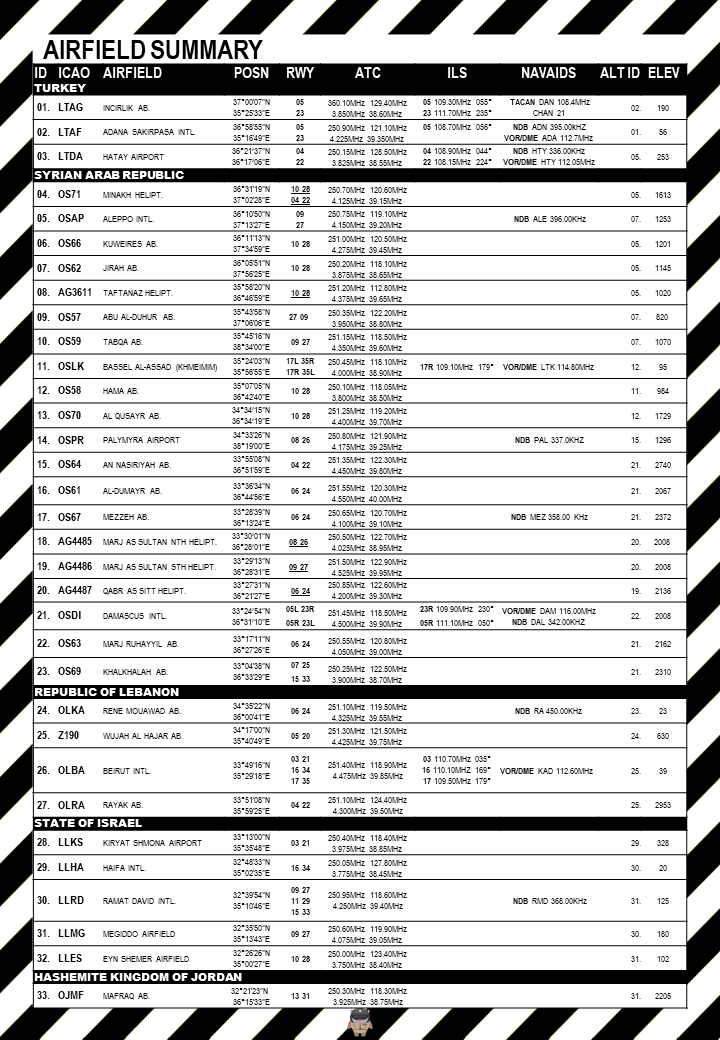 AIRFIELD SUMMARY
ID ICAO AIRFIELD POSN RWY ATC ILS NAVAIDS ALT ID ELEV
TURKEY
01. LTAG INCIRLIK AB. 37°00'07"N 35°25'33"E 05 23 360.10MHz 129.40MHz 3.850MHz 38.60MHz 05 109.30MHz 055° 23 111.70MHz 235° TACAN DAN 108.4MHz CHAN 21 02. 190
02. LTAF ADANA SAKIRPASA INTL. 36°58'55"N 35°16'49"E 05 23 250.90MHz 121.10MHz 4.225MHz 39.350MHz 05 108.70MHz 056° NDB ADN 395.00KHz VOR/DME ADA 112.7MHz 01. 56
03. LTDA HATAY AIRPORT 36°21'37"N 36°17'06"E 04 22 250.15MHz 128.50MHz 3.825MHz 38.55MHz 04 108.90MHz 044° 22 108.15MHz 224° NDB HTY 336.00KHz VOR/DME HTY 112.05MHz 05. 253
SYRIAN ARAB REPUBLIC
04. OS71 MINAKH HELIPT. 36°31'19"N 37°02'28"E 10 28 04 22 250.70MHz 120.60MHz 4.125MHz 39.15MHz 05. 1613
05. OSAP ALEPPO INTL. 36°10'50"N 37°13'27"E 09 27 250.75MHz 119.10MHz 4.150MHz 39.20MHz NDB ALE 396.00KHz 07. 1253
06. OS66 KUWEIRES AB. 36°11'13"N 37°34'59"E 10 28 251.00MHz 120.50MHz 4.275MHz 39.45MHz 05. 1201
07. OS62 JIRAH AB. 36°05'51"N 37°56'25"E 10 28 250.20MHz 118.10MHz 3.875MHz 38.65MHz 05. 1145
08. AG3611 TAFTANAZ HELIPT. 35°58'20"N 36°46'59"E 10 28 251.20MHz 112.80MHz 4.375MHz 39.65MHz 05. 1020
09. OS57 ABU AL-DUHUR AB. 35°43'58"N 37°06'06"E 27 09 250.35MHz 122.20MHz 3.950MHz 38.80MHz 07. 820
10. OS59 TABQA AB. 35°45'16"N 38°34'00"E 09 27 251.15MHz 118.50MHz 4.350MHz 39.60MHz 07. 1070
11. OSLK BASSEL AL-ASSAD (KHMEIMIM) 35°24'03"N 35°56'55"E 17L 35R 17R 35L 250.45MHz 118.10MHz 4.000MHz 38.90MHz 17R 109.10MHz 179° VOR/DME LTK 114.80MHz 12. 95
12. OS58 HAMA AB. 35°07'05"N 36°42'40"E 10 28 250.10MHz 118.05MHz 3.800MHz 38.50MHz 11. 984
13. OS70 AL QUSAYR AB. 34°34'15"N 36°34'19"E 10 28 251.25MHz 119.20MHz 4.400MHz 39.70MHz 12. 1729
14. OSPR PALYMYRA AIRPORT 34°33'26"N 38°19'00"E 08 26 250.80MHz 121.90MHz 4.175MHz 39.25MHz NDB PAL 337.0KHZ 15. 1296
15. OS64 AN NASIRIYAH AB. 33°55'08"N 36°51'59"E 04 22 251.35MHz 122.30MHz 4.450MHz 39.80MHz 21. 2740
16. OS61 AL-DUMAYR AB. 33°36'34"N 36°44'56"E 06 24 251.55MHz 120.30MHz 4.550MHz 40.00MHz 21. 2067
17. OS67 MEZZEH AB. 33°28'39"N 36°13'24"E 06 24 250.65MHz 120.70MHz 4.100MHz 39.10MHz NDB MEZ 358.00 KHz 21. 2372
18. AG4485 MARJ AS SULTAN NTH HELIPT. 33°30'01"N 36°28'01"E 08 26 250.50MHz 122.70MHz 4.025MHz 38.95MHz 20. 2008
19. AG4486 MARJ AS SULTAN STH HELIPT. 33°29'13"N 36°28'31"E 09 27 251.50MHz 122.90MHz 4.525MHz 39.95MHz 20. 2008
20. AG4487 QABR AS SITT HELIPT. 33°27'31"N 36°21'27"E 06 24 250.85MHz 122.60MHz 4.200MHz 39.30MHz 19. 2136
21. OSDI DAMASCUS INTL. 33°24'54"N 36°31'10"E 05L 23R 05R 23L 251.45MHz 118.50MHz 4.500MHz 39.90MHz 23R 109.90MHz 230° 05R 111.10MHz 050° VOR/DME DAM 116.00MHz NDB DAL 342.00KHZ 22. 2008
22. OS63 MARJ RUHAYYIL AB. 33°17'11"N 36°27'26"E 06 24 250.55MHz 120.80MHz 4.050MHz 39.00MHz 21. 2162
23. OS69 KHALKHALAH AB. 33°04'38"N 36°33'29"E 07 25 15 33 250.25MHz 122.50MHz 3.900MHz 38.70MHz 21. 2310
REPUBLIC OF LEBANON
24. OLKA RENE MOUAWAD AB. 34°35'22"N 36°00'41"E 06 24 251.10MHz 119.50MHz 4.325MHz 39.55MHz NDB RA 450.00KHz 23. 23
25. Z190 WUJAH AL HAJAR AB. 34°17'00"N 35°40'49"E 05 20 251.30MHz 121.50MHz 4.425MHz 39.75MHz 24. 630
26. OLBA BEIRUT INTL. 33°49'16"N 35°29'18"E 03 21 16 34 17 35 251.40MHz 118.90MHz 4.475MHz 39.85MHz 03 110.70MHz 035° 16 110.10MHz 169° 17 109.50MHz 179° VOR/DME KAD 112.60MHz 25. 39
27. OLRA RAYAK AB. 33°51'08"N 35°59'25"E 04 22 251.10MHz 124.40MHz 4.300MHz 39.50MHz 25. 2953
STATE OF ISRAEL
28. LLKS KIRYAT SHMONA AIRPORT 33°13'00"N 35°35'48"E 03 21 250.40MHz 118.40MHz 3.975MHz 38.85MHz 29. 328
29. LLHA HAIFA INTL. 32°48'33"N 35°02'35"E 16 34 250.05MHz 127.80MHz 3.775MHz 38.45MHz 30. 20
30. LLRD RAMAT DAVID INTL. 32°39'54"N 35°10'46"E 09 27 11 29 15 33 250.95MHz 118.60MHz 4.250MHz 39.40MHz NDB RMD 368.00KHz 31. 125
31. LLMG MEGIDDO AIRFIELD 32°35'50"N 35°13'43"E 09 27 250.60MHz 119.90MHz 4.075MHz 39.05MHz 30. 180
32. LLES EYN SHEMER AIRFIELD 32°26'26"N 35°00'27"E 10 28 250.00MHz 123.40MHz 3.750MHz 38.40MHz 31. 102
HASHEMITE KINGDOM OF JORDAN
33. OJMF MAFRAQ AB. 32°21'23"N 36°15'33"E 13 31 250.30MHz 118.30MHz 3.925MHz 38.75MHz 31. 2205